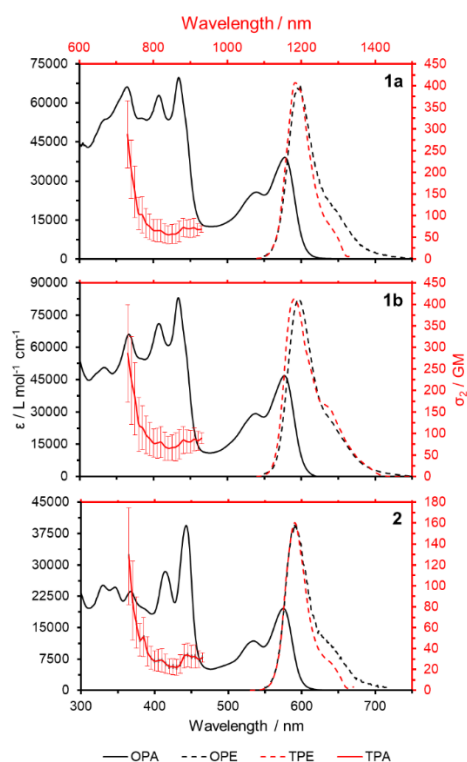 Wavelength / nm
600 800 1000 1200 1400
75000 60000 45000 30000 15000 0
1a
450 400 350 300 250 200 150 100 50 0
ε / L mol⁻¹ cm⁻¹
90000 75000 60000 45000 30000 15000 0
1b
450 400 350 300 250 200 150 100 50 0
σ₂ / GM
45000 37500 30000 22500 15000 7500 0
2
180 160 140 120 100 80 60 40 20 0
300 400 500 600 700
Wavelength / nm
OPA OPE TPE TPA